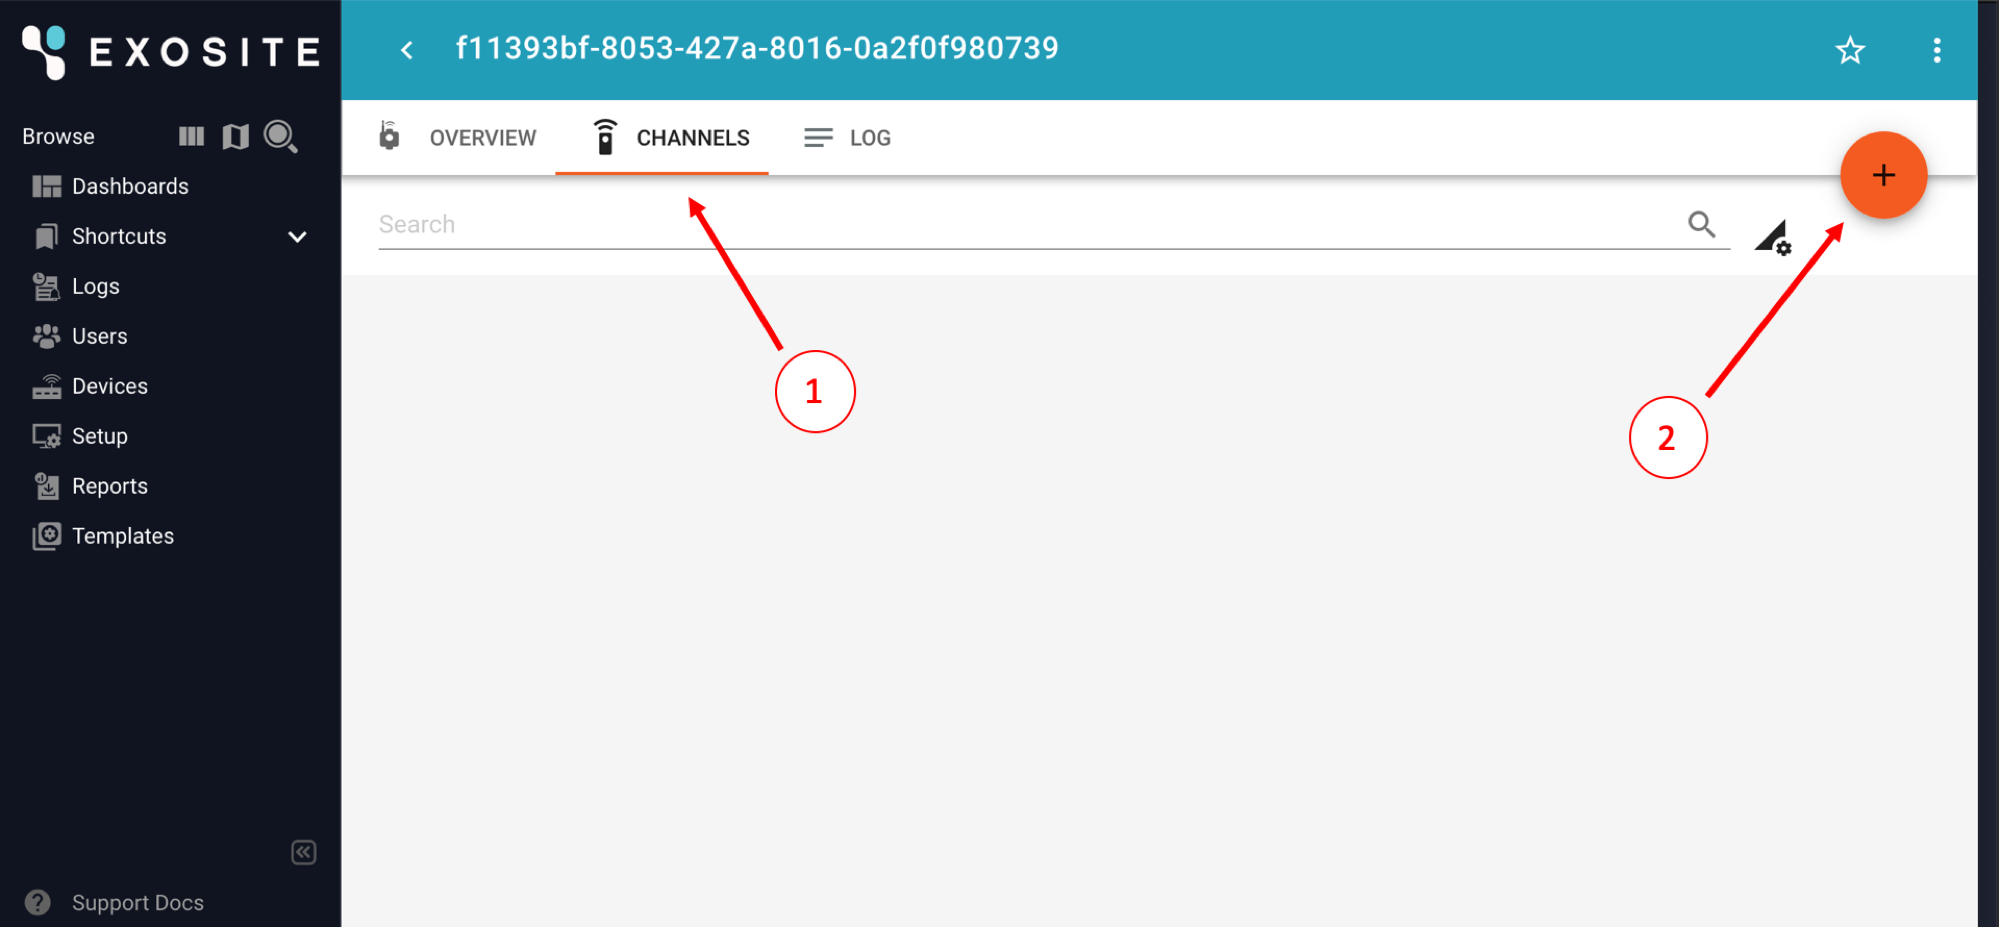 EXOSITE
f11393bf-8053-427a-8016-0a2f0f980739
Browse
OVERVIEW
CHANNELS
LOG
+
Dashboards
Search
Shortcuts
Logs
Users
Devices
1
Setup
2
Reports
Templates
? Support Docs